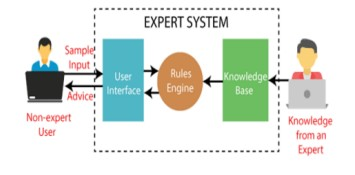 EXPERT SYSTEM
Sample
Input
Advice
Non-expert
User
User
Interface
Rules
Engine
Knowledge
Base
Knowledge
from an
Expert